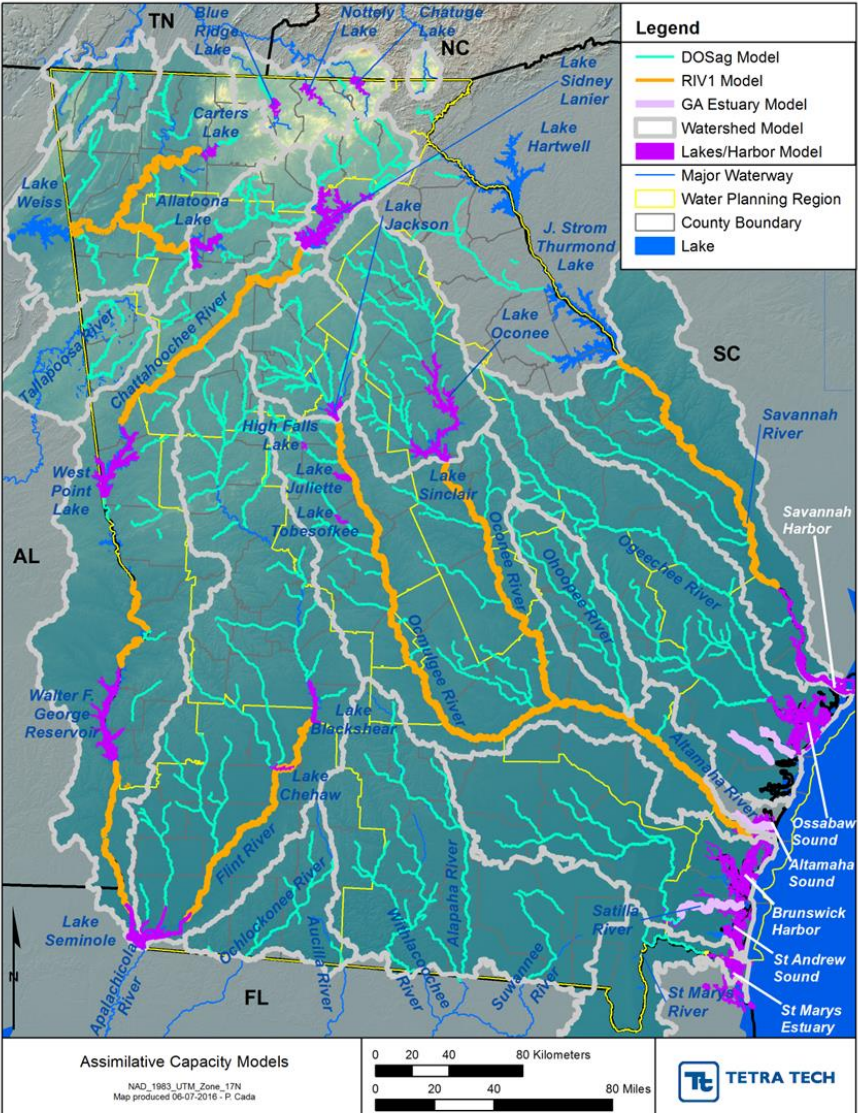 TN
Blue
Ridge
Lake
Nottely
Lake
Chatuge
Lake
NC
Lake
Sidney
Lanier
Carters
Lake
Lake
Hartwell
Lake
Weiss
Allatoona
Lake
Lake
Jackson
J. Strom
Thurmond
Lake
Legend
DOSag Model
RIV1 Model
GA Estuary Model
Watershed Model
Lakes/Harbor Model
Major Waterway
Water Planning Region
County Boundary
Lake
Tallapoosa River
Chattahoochee River
Lake
Oconee
SC
High Falls
Lake
Savannah
River
West
Point
Lake
Lake
Juliette
Lake
Sinclair
Lake
Tobesofkee
Savannah
Harbor
AL
Oconee River
Ohoopee River
Ogeechee River
Ocmulgee River
Walter F.
George
Reservoir
Lake
Blackshear
Lake
Chehaw
Altamaha River
Flint River
Ossabaw
Sound
Altamaha
Sound
Lake
Seminole
Ochlockonee River
Aucilla River
Withlacoochee
River
Alapaha River
Suwannee
River
Satilla
River
Brunswick
Harbor
St Andrew
Sound
Apalachicola
River
N
FL
St Marys
River
St Marys
Estuary
Assimilative Capacity Models
NAD_1983_UTM_Zone_17N
Map produced 06-07-2016 - P. Cada
0 20 40 80 Kilometers
0 20 40 80 Miles
Tt TETRA TECH